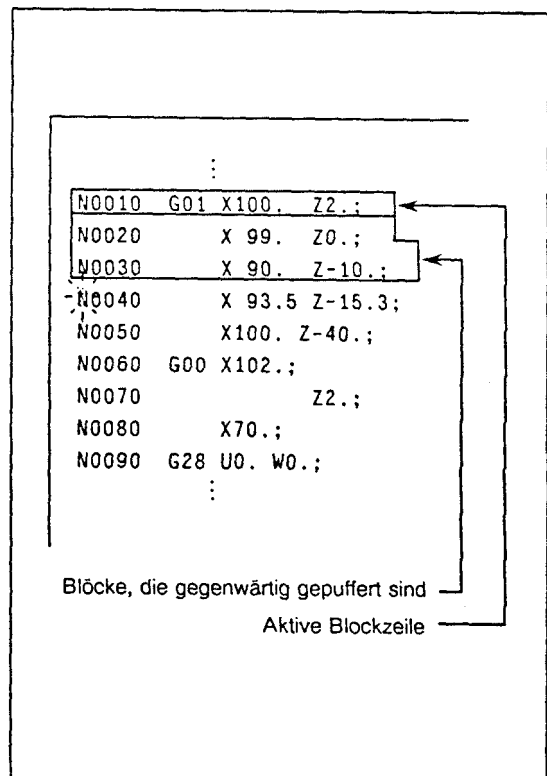 ⋮
N0010 G01 X100. Z2.;
N0020 X 99. Z0.;
N0030 X 90. Z-10.;
N0040 X 93.5 Z-15.3;
N0050 X100. Z-40.;
N0060 G00 X102.;
N0070 Z2.;
N0080 X70.;
N0090 G28 U0. W0.;
⋮
Blöcke, die gegenwärtig gepuffert sind
Aktive Blockzeile